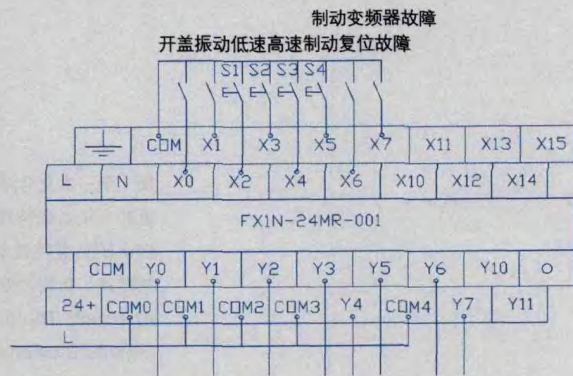 制动变频器故障
开盖振动低速高速制动复位故障
S1 S2 S3 S4
COM X1 X3 X5 X7 X11 X13 X15
L N X0 X2 X4 X6 X10 X12 X14
FX1N-24MR-001
COM Y0 Y1 Y2 Y3 Y5 Y6 Y10 O
24+ COM0 COM1 COM2 COM3 Y4 COM4 Y7 Y11
L